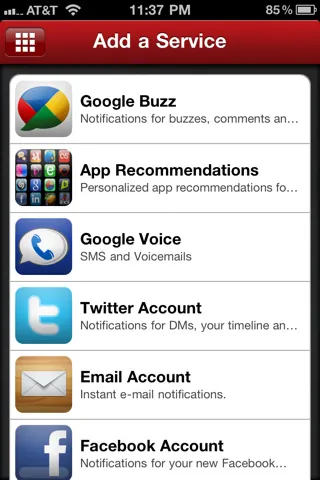 AT&T 11:37 PM 85%
Add a Service
Google Buzz
Notifications for buzzes, comments an…
App Recommendations
Personalized app recommendations fo…
Google Voice
SMS and Voicemails
Twitter Account
Notifications for DMs, your timeline an…
Email Account
Instant e-mail notifications.
Facebook Account
Notifications for your new Facebook…